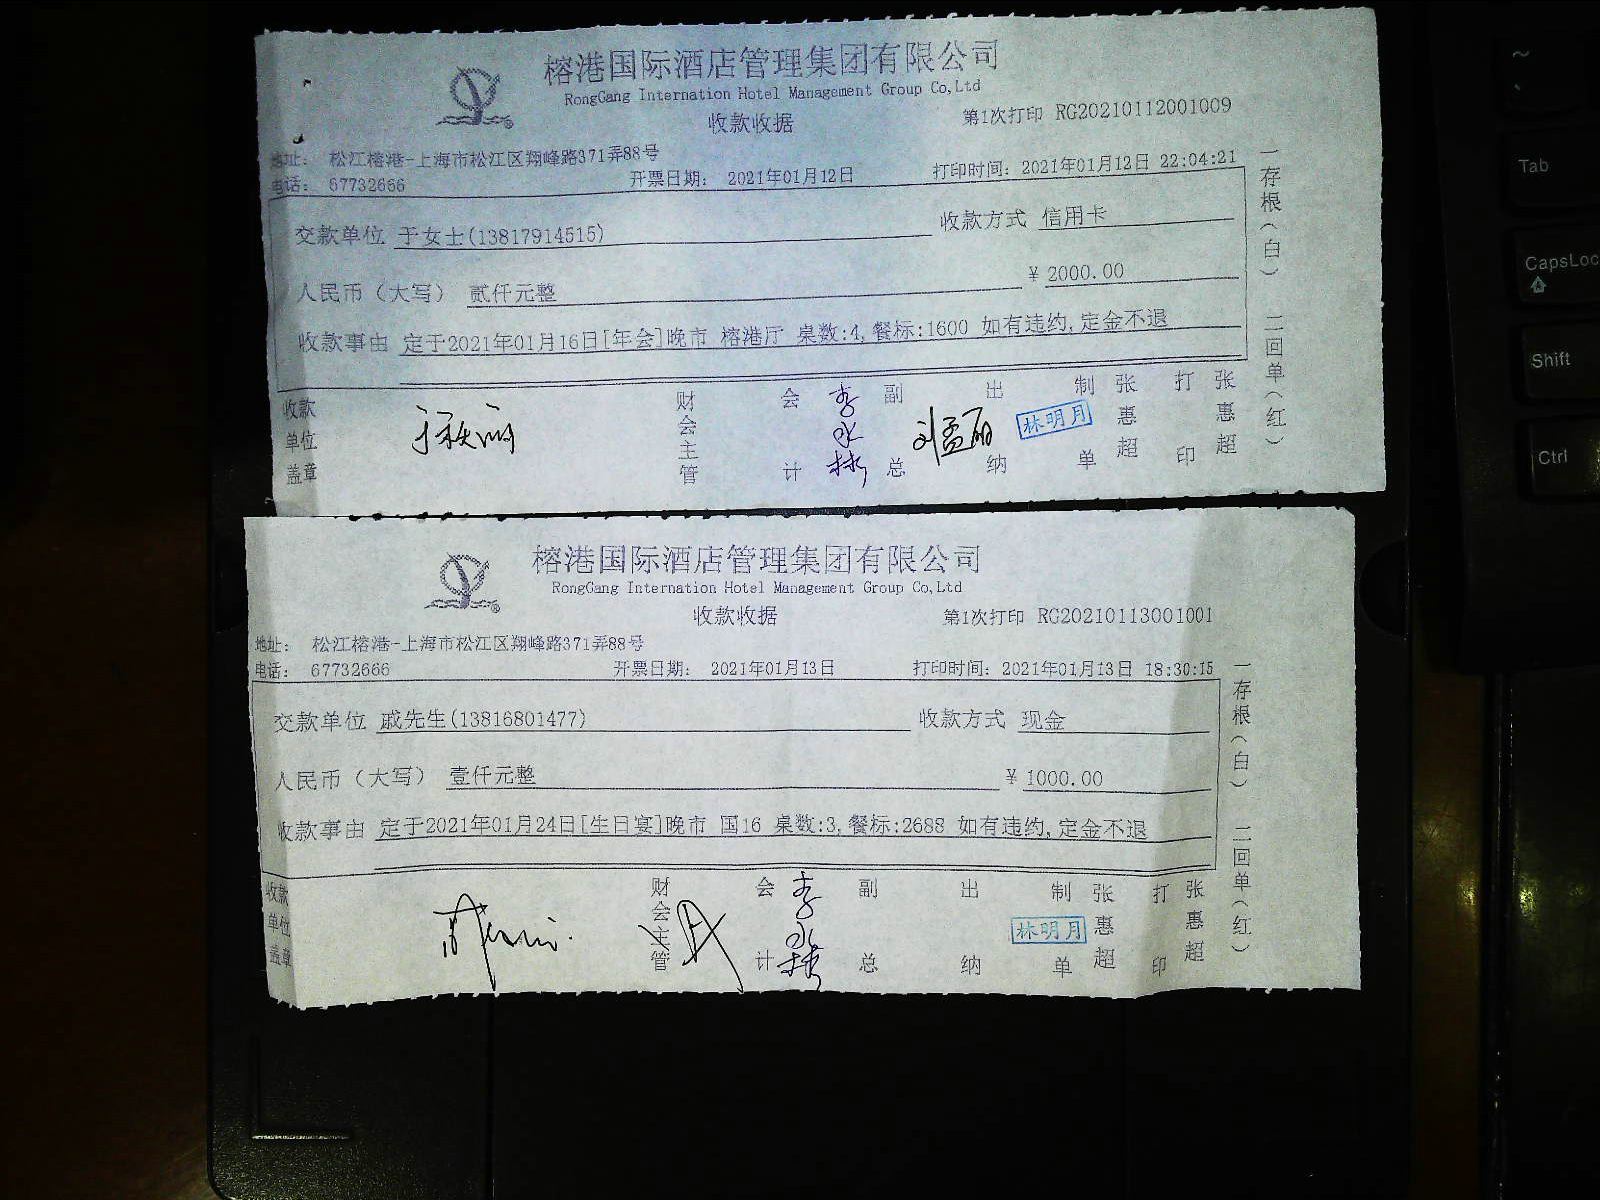 榕港国际酒店管理集团有限公司
RongGang Internation Hotel Management Group Co,Ltd
收款收据
第1次打印 RG20210112001009
地址： 松江榕港-上海市松江区翔峰路371弄88号
电话： 67732666 开票日期： 2021年01月12日 打印时间：2021年01月12日 22:04:21
交款单位 于女士(13817914515) 收款方式 信用卡
人民币（大写） 贰仟元整 ￥ 2000.00
收款事由 定于2021年01月16日[年会]晚市 榕港厅 桌数:4,餐标:1600 如有违约,定金不退
收款单位盖章 财会主管 会计 李水彬 副总 刘孟丽 出纳 林明月 制单 张惠超 打印 张惠超
一存根（白） 二回单（红）
榕港国际酒店管理集团有限公司
RongGang Internation Hotel Management Group Co,Ltd
收款收据
第1次打印 RG20210113001001
地址： 松江榕港-上海市松江区翔峰路371弄88号
电话： 67732666 开票日期： 2021年01月13日 打印时间：2021年01月13日 18:30:15
交款单位 戚先生(13816801477) 收款方式 现金
人民币（大写） 壹仟元整 ￥ 1000.00
收款事由 定于2021年01月24日[生日宴]晚市 国16 桌数:3,餐标:2688 如有违约,定金不退
收款单位盖章 财会主管 会计 李水 副总 出纳 林明月 制单 张惠超 打印 张惠超
一存根（白） 二回单（红）
~
Tab
CapsLoc
Shift
Ctrl